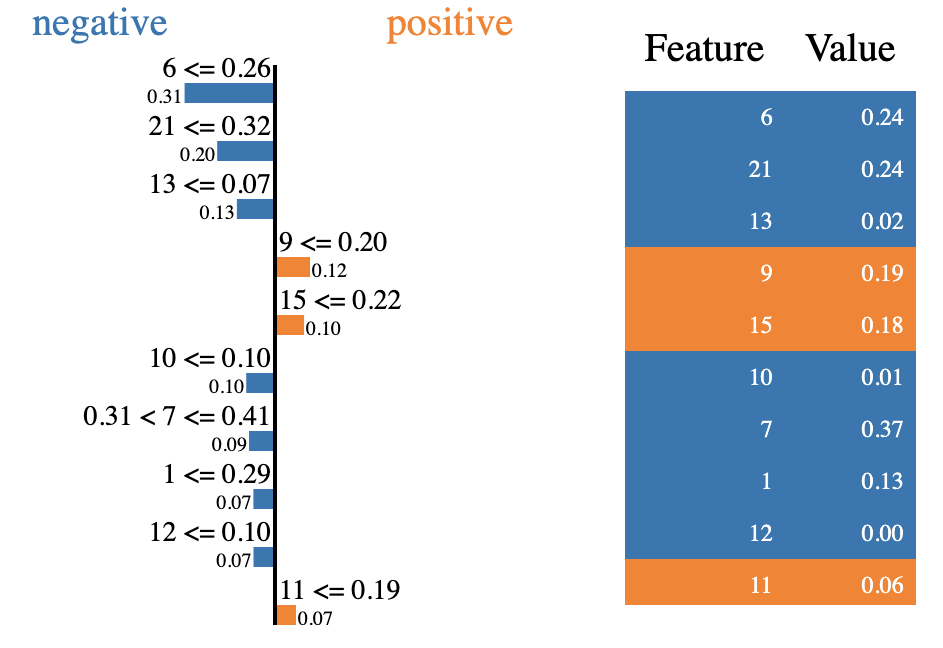 negative positive
6 <= 0.26
0.31
21 <= 0.32
0.20
13 <= 0.07
0.13
9 <= 0.20
0.12
15 <= 0.22
0.10
10 <= 0.10
0.10
0.31 < 7 <= 0.41
0.09
1 <= 0.29
0.07
12 <= 0.10
0.07
11 <= 0.19
0.07
Feature Value
6 0.24
21 0.24
13 0.02
9 0.19
15 0.18
10 0.01
7 0.37
1 0.13
12 0.00
11 0.06